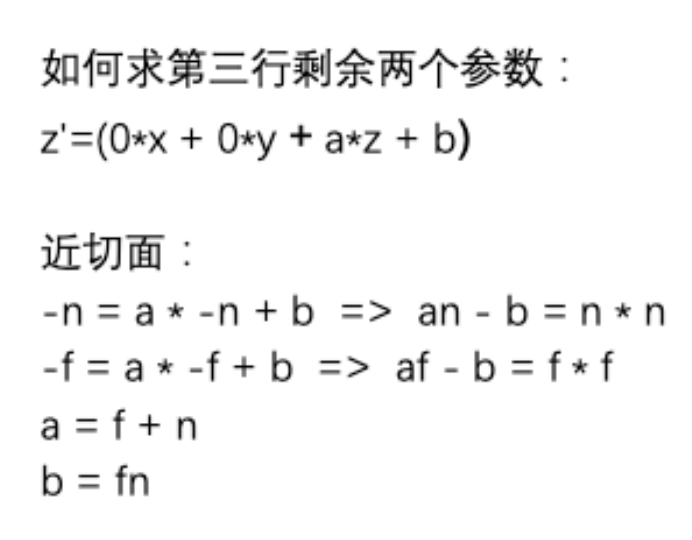 如何求第三行剩余两个参数：
z'=(0*x + 0*y + a*z + b)
近切面：
-n = a * -n + b => an - b = n * n
-f = a * -f + b => af - b = f * f
a = f + n
b = fn